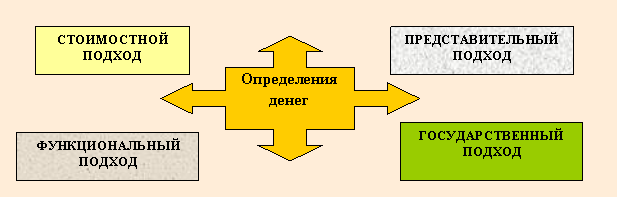 СТОИМОСТНОЙ
ПОДХОД
ПРЕДСТАВИТЕЛЬНЫЙ
ПОДХОД
Определения
денег
ФУНКЦИОНАЛЬНЫЙ
ПОДХОД
ГОСУДАРСТВЕННЫЙ
ПОДХОД